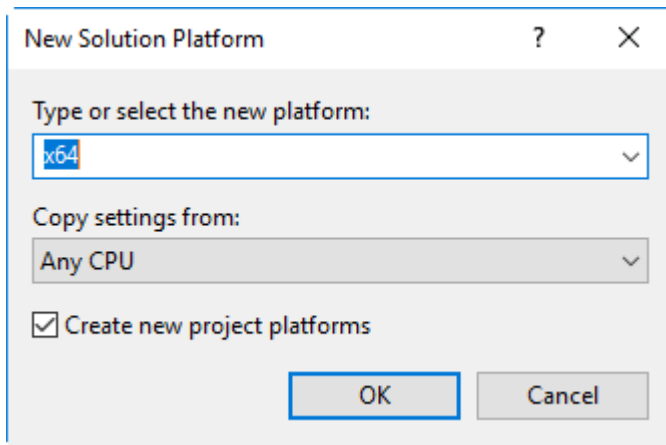 New Solution Platform ?
Type or select the new platform:
x64
Copy settings from:
Any CPU
Create new project platforms
OK Cancel